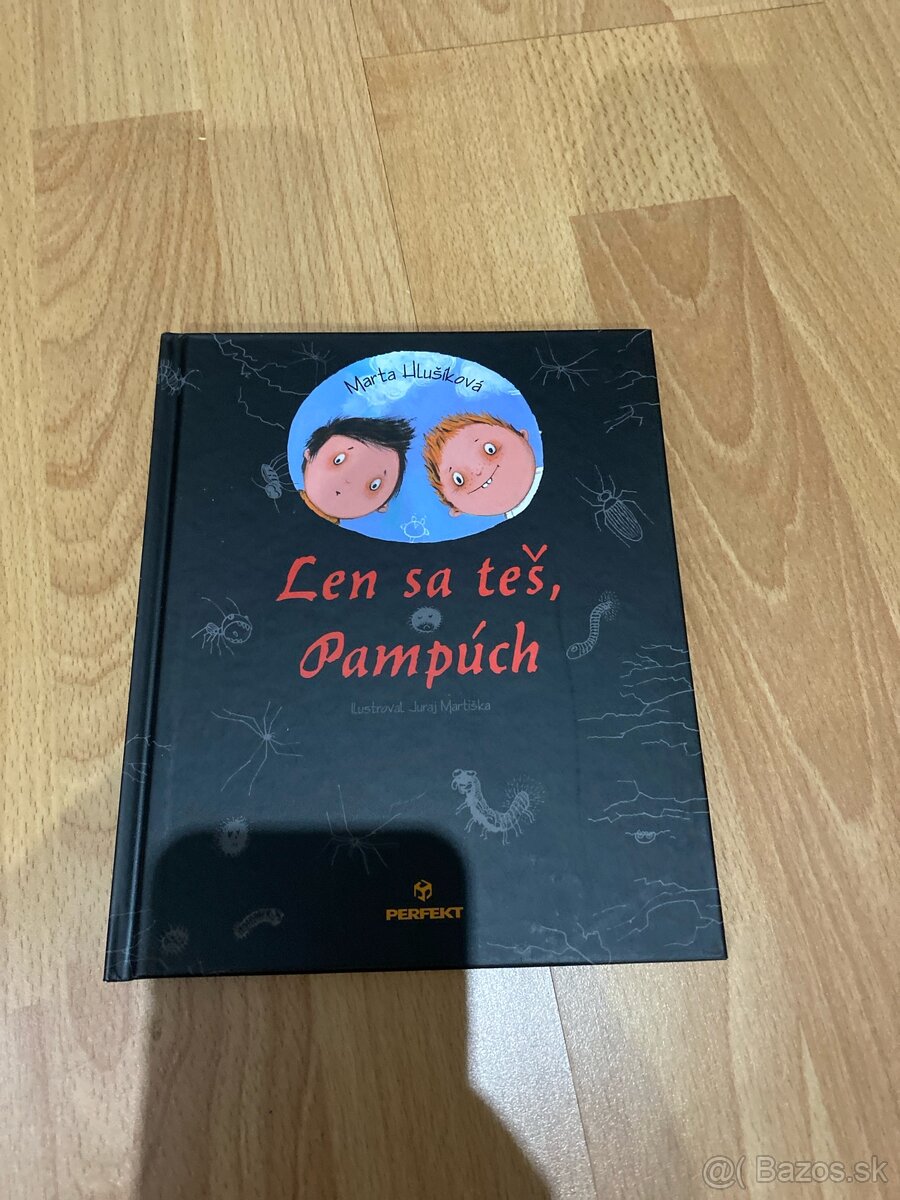 Marta Hlušíková
Len sa teš,
Pampúch
Ilustroval Juraj Martiška
PERFEKT
@( Bazos.sk